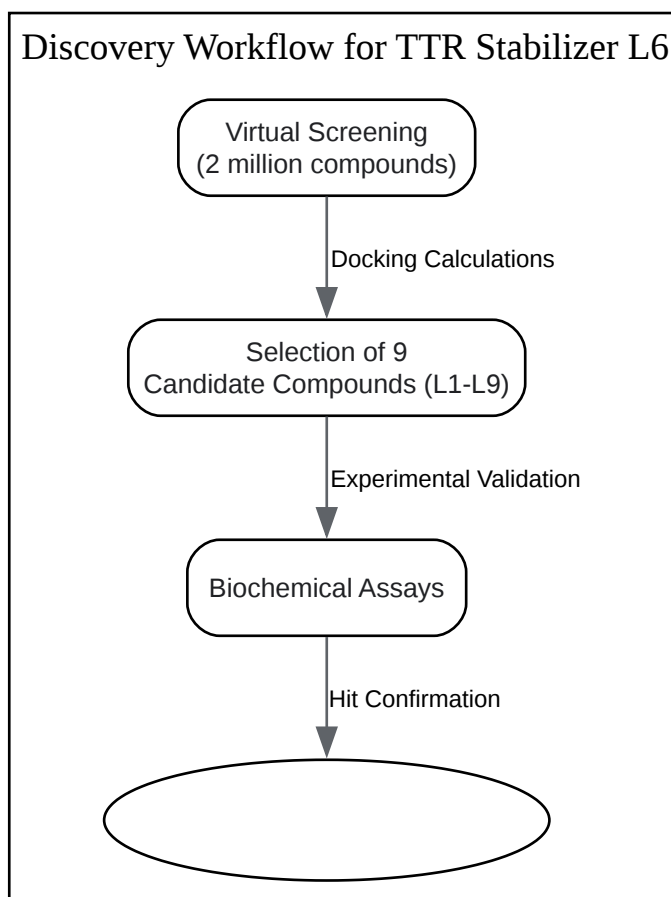 Discovery Workflow for TTR Stabilizer L6
Virtual Screening
(2 million compounds)
Docking Calculations
Selection of 9
Candidate Compounds (L1-L9)
Experimental Validation
Biochemical Assays
Hit Confirmation